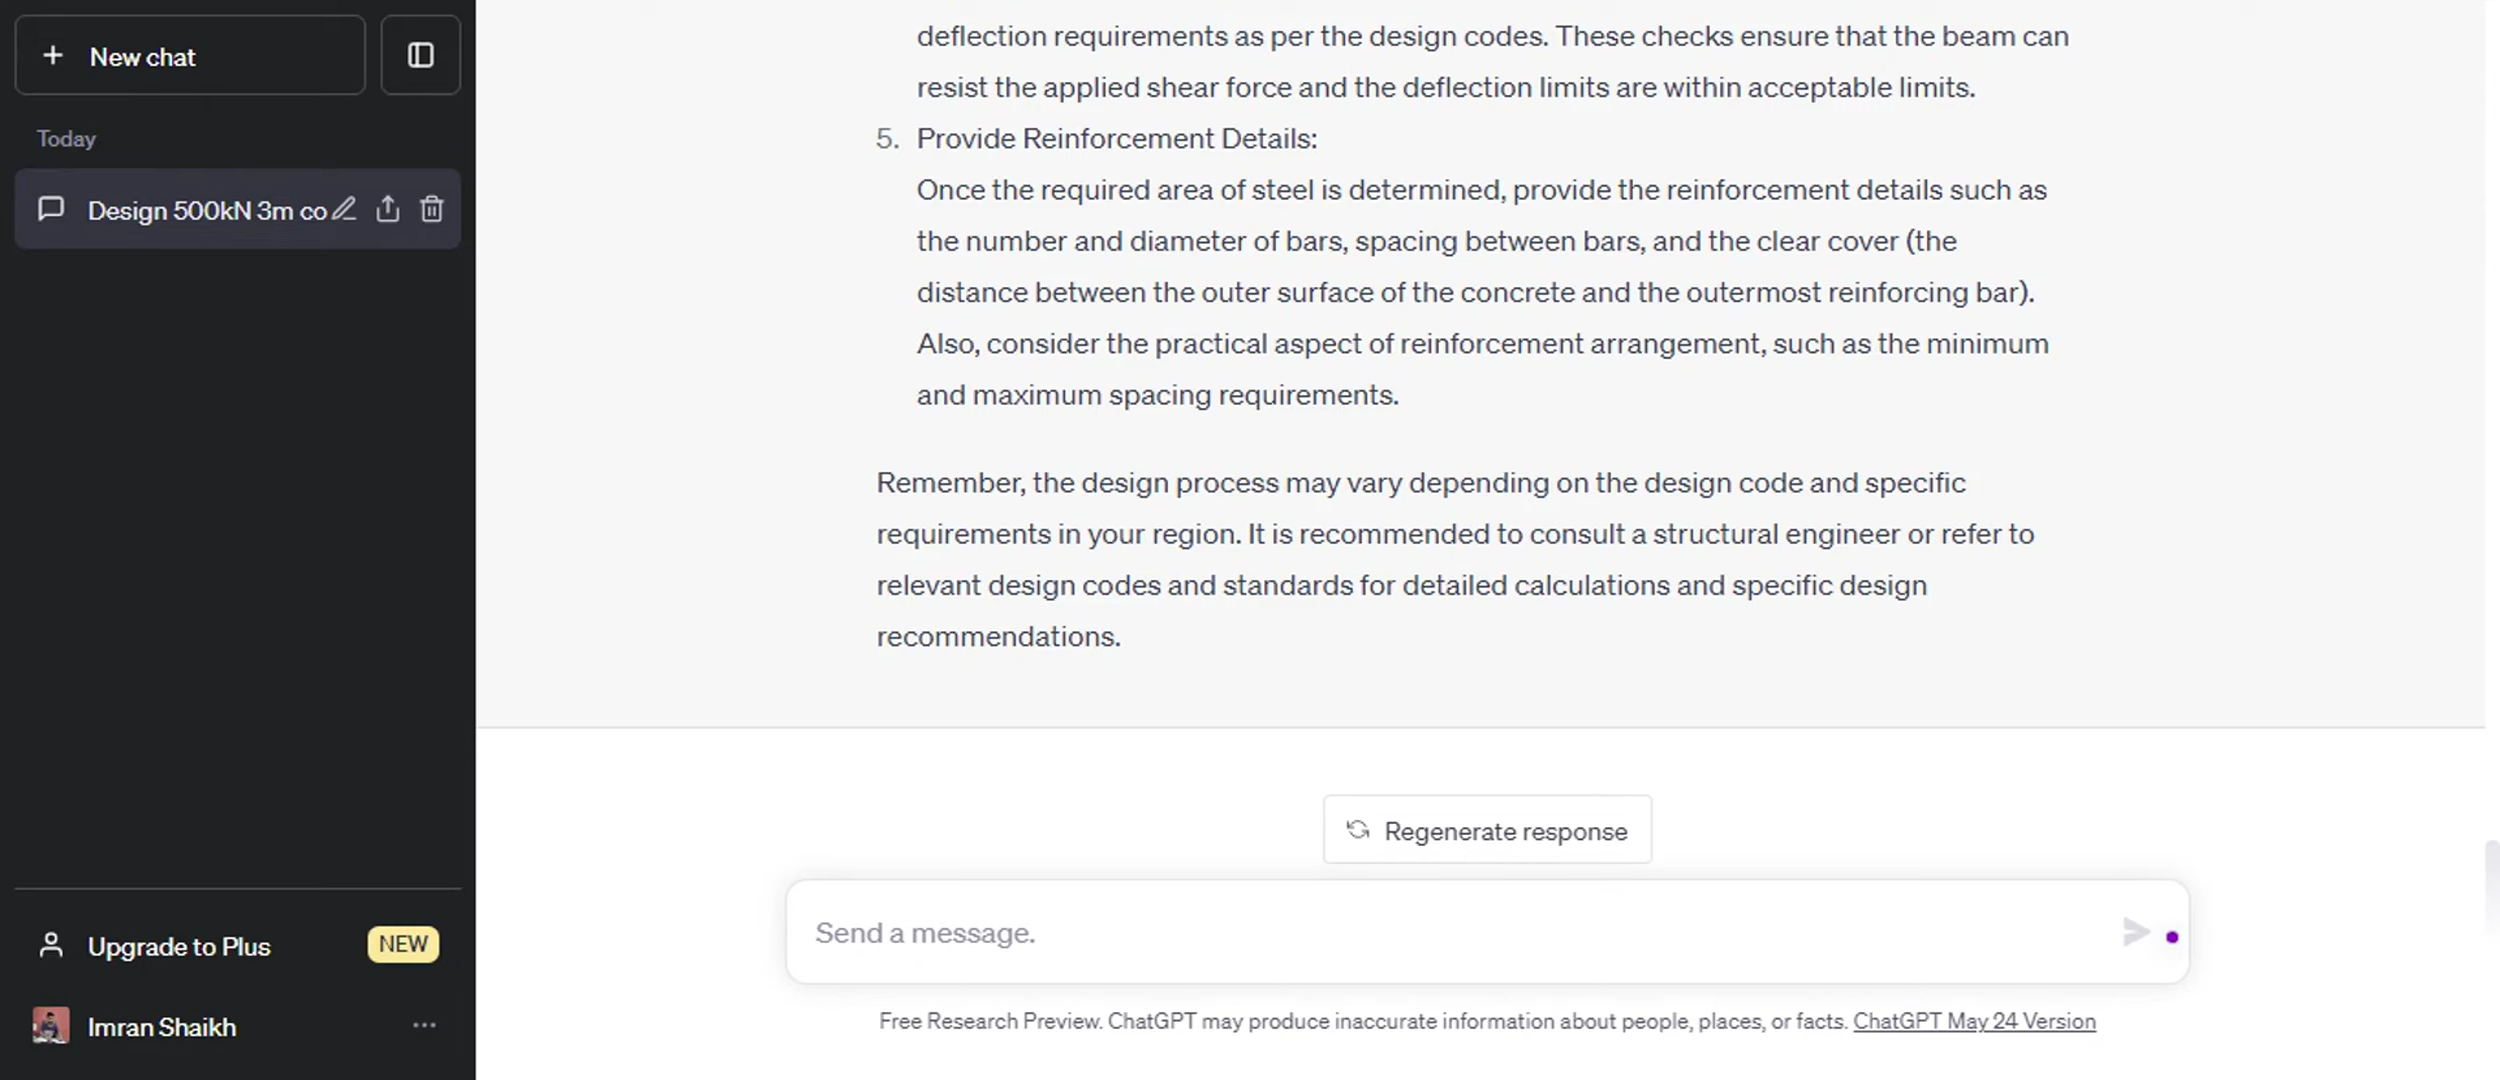 New chat
Today
Design 500kN 3m co
Upgrade to Plus
NEW
Imran Shaikh
deflection requirements as per the design codes. These checks ensure that the beam can
resist the applied shear force and the deflection limits are within acceptable limits.
5. Provide Reinforcement Details:
Once the required area of steel is determined, provide the reinforcement details such as
the number and diameter of bars, spacing between bars, and the clear cover (the
distance between the outer surface of the concrete and the outermost reinforcing bar).
Also, consider the practical aspect of reinforcement arrangement, such as the minimum
and maximum spacing requirements.
Remember, the design process may vary depending on the design code and specific
requirements in your region. It is recommended to consult a structural engineer or refer to
relevant design codes and standards for detailed calculations and specific design
recommendations.
Regenerate response
Send a message.
Free Research Preview. ChatGPT may produce inaccurate information about people, places, or facts. ChatGPT May 24 Version